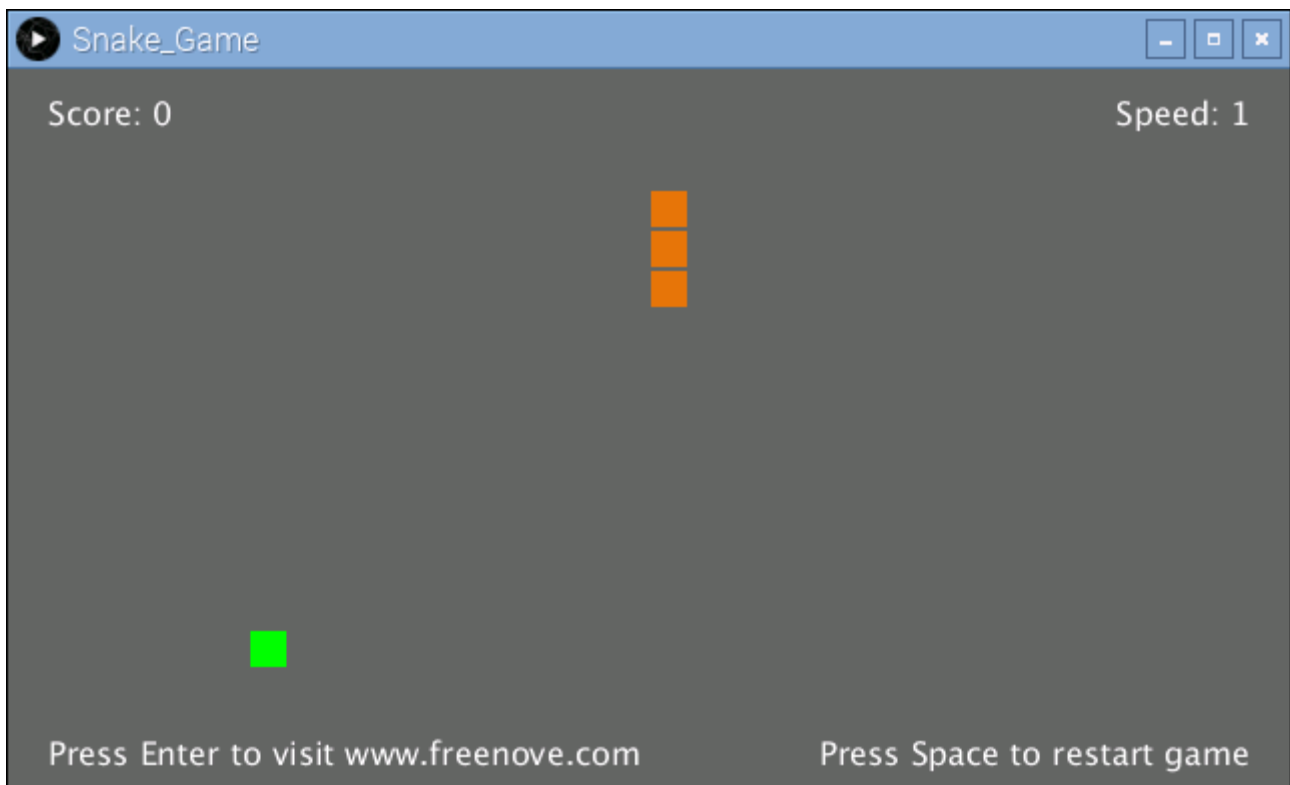 Snake_Game
Score: 0
Speed: 1
Press Enter to visit www.freenove.com
Press Space to restart game